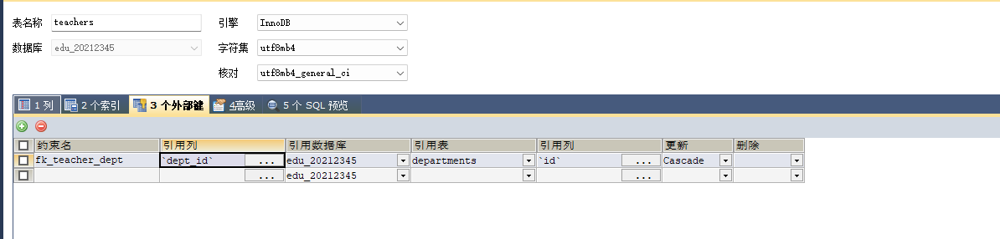 表名称 teachers 引擎 InnoDB
数据库 edu_20212345 字符集 utf8mb4
核对 utf8mb4_general_ci
1 列 2 个索引 3 个外部键 4高级 5 个 SQL 预览
约束名 引用列 引用数据库 引用表 引用列 更新 删除
fk_teacher_dept `dept_id` ... edu_20212345 departments `id` ... Cascade
... edu_20212345 ...